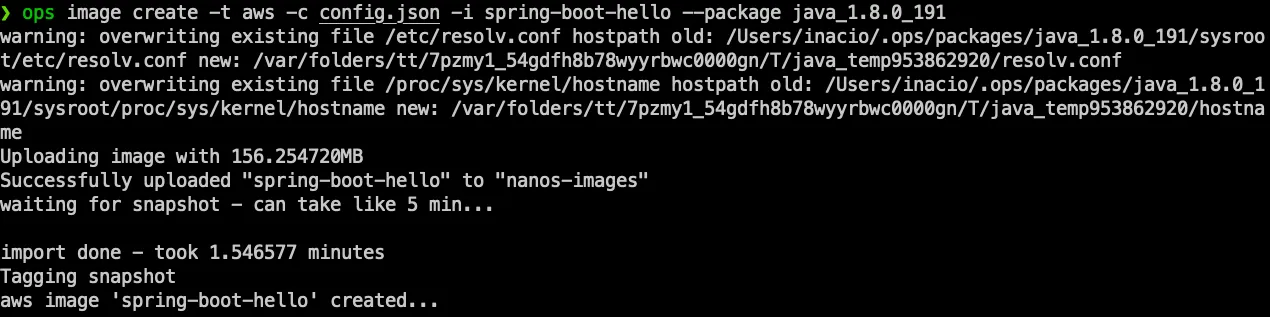 ❯ ops image create -t aws -c config.json -i spring-boot-hello --package java_1.8.0_191
warning: overwriting existing file /etc/resolv.conf hostpath old: /Users/inacio/.ops/packages/java_1.8.0_191/sysroo
t/etc/resolv.conf new: /var/folders/tt/7pzmy1_54gdfh8b78wyyrbwc0000gn/T/java_temp953862920/resolv.conf
warning: overwriting existing file /proc/sys/kernel/hostname hostpath old: /Users/inacio/.ops/packages/java_1.8.0_1
91/sysroot/proc/sys/kernel/hostname new: /var/folders/tt/7pzmy1_54gdfh8b78wyyrbwc0000gn/T/java_temp953862920/hostna
me
Uploading image with 156.254720MB
Successfully uploaded "spring-boot-hello" to "nanos-images"
waiting for snapshot - can take like 5 min...

import done - took 1.546577 minutes
Tagging snapshot
aws image 'spring-boot-hello' created...